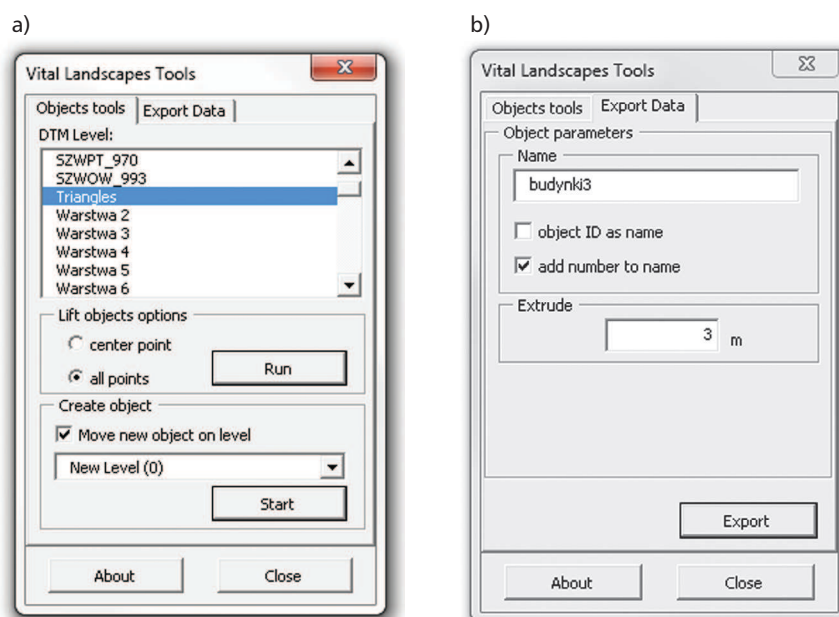 a)
Vital Landscapes Tools
Objects tools
Export Data
DTM Level:
SZWPT_970
SZWOW_993
Triangles
Warstwa 2
Warstwa 3
Warstwa 4
Warstwa 5
Warstwa 6
Lift objects options
center point
all points
Run
Create object
Move new object on level
New Level (0)
Start
About
Close
b)
Vital Landscapes Tools
Objects tools
Export Data
Object parameters
Name
budynki3
object ID as name
add number to name
Extrude
3 m
Export
About
Close